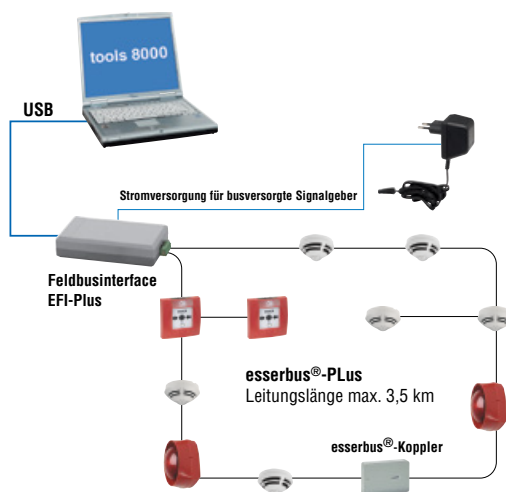 tools 8000
USB
Stromversorgung für busversorgte Signalgeber
Feldbusinterface
EFI-Plus
esserbus®-PLus
Leitungslänge max. 3,5 km
esserbus®-Koppler